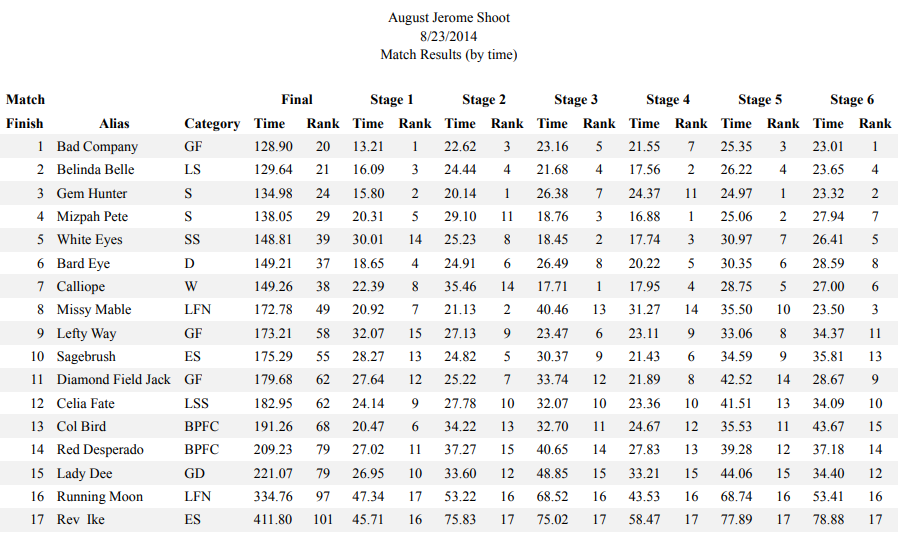 August Jerome Shoot
8/23/2014
Match Results (by time)
Match Final Stage 1 Stage 2 Stage 3 Stage 4 Stage 5 Stage 6
Finish Alias Category Time Rank Time Rank Time Rank Time Rank Time Rank Time Rank Time Rank
1 Bad Company GF 128.90 20 13.21 1 22.62 3 23.16 5 21.55 7 25.35 3 23.01 1
2 Belinda Belle LS 129.64 21 16.09 3 24.44 4 21.68 4 17.56 2 26.22 4 23.65 4
3 Gem Hunter S 134.98 24 15.80 2 20.14 1 26.38 7 24.37 11 24.97 1 23.32 2
4 Mizpah Pete S 138.05 29 20.31 5 29.10 11 18.76 3 16.88 1 25.06 2 27.94 7
5 White Eyes SS 148.81 39 30.01 14 25.23 8 18.45 2 17.74 3 30.97 7 26.41 5
6 Bard Eye D 149.21 37 18.65 4 24.91 6 26.49 8 20.22 5 30.35 6 28.59 8
7 Calliope W 149.26 38 22.39 8 35.46 14 17.71 1 17.95 4 28.75 5 27.00 6
8 Missy Mable LFN 172.78 49 20.92 7 21.13 2 40.46 13 31.27 14 35.50 10 23.50 3
9 Lefty Way GF 173.21 58 32.07 15 27.13 9 23.47 6 23.11 9 33.06 8 34.37 11
10 Sagebrush ES 175.29 55 28.27 13 24.82 5 30.37 9 21.43 6 34.59 9 35.81 13
11 Diamond Field Jack GF 179.68 62 27.64 12 25.22 7 33.74 12 21.89 8 42.52 14 28.67 9
12 Celia Fate LSS 182.95 62 24.14 9 27.78 10 32.07 10 23.36 10 41.51 13 34.09 10
13 Col Bird BPFC 191.26 68 20.47 6 34.22 13 32.70 11 24.67 12 35.53 11 43.67 15
14 Red Desperado BPFC 209.23 79 27.02 11 37.27 15 40.65 14 27.83 13 39.28 12 37.18 14
15 Lady Dee GD 221.07 79 26.95 10 33.60 12 48.85 15 33.21 15 44.06 15 34.40 12
16 Running Moon LFN 334.76 97 47.34 17 53.22 16 68.52 16 43.53 16 68.74 16 53.41 16
17 Rev Ike ES 411.80 101 45.71 16 75.83 17 75.02 17 58.47 17 77.89 17 78.88 17